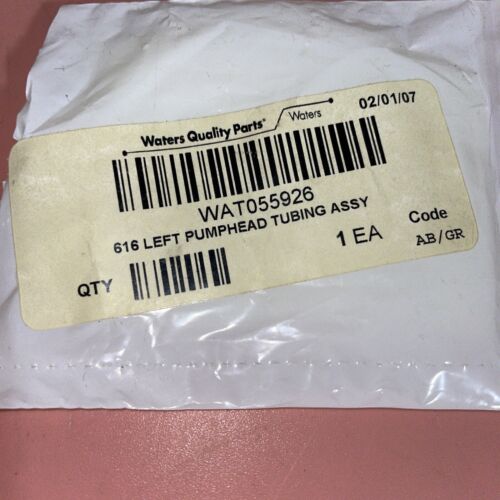 Waters Quality Parts®
Waters
02/01/07
WAT055926
616 LEFT PUMPHEAD TUBING ASSY
QTY
1 EA
Code
AB/GR